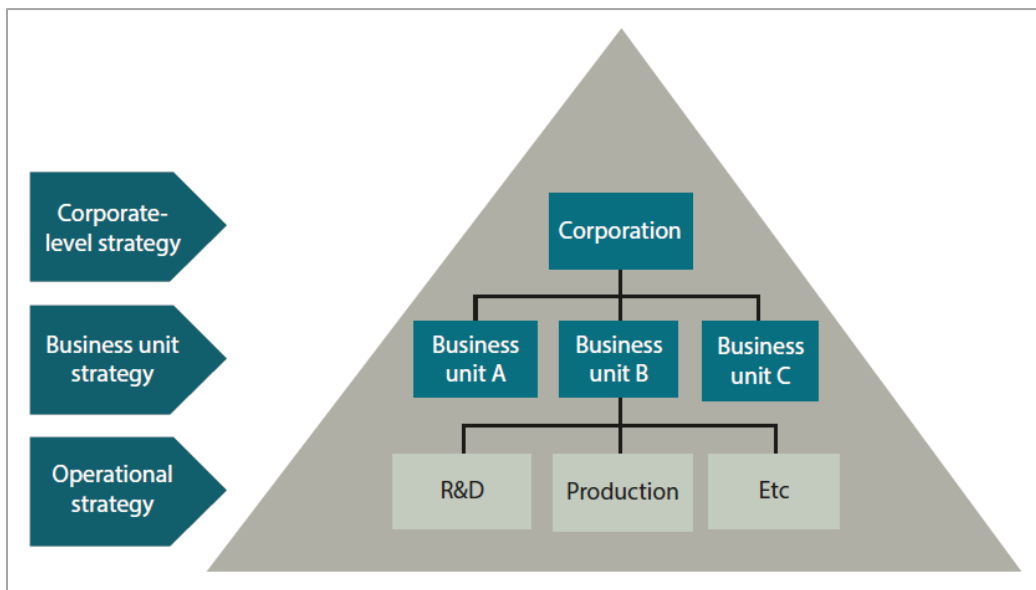 Corporate-
level strategy
Corporation
Business unit
strategy
Business
unit A
Business
unit B
Business
unit C
Operational
strategy
R&D
Production
Etc